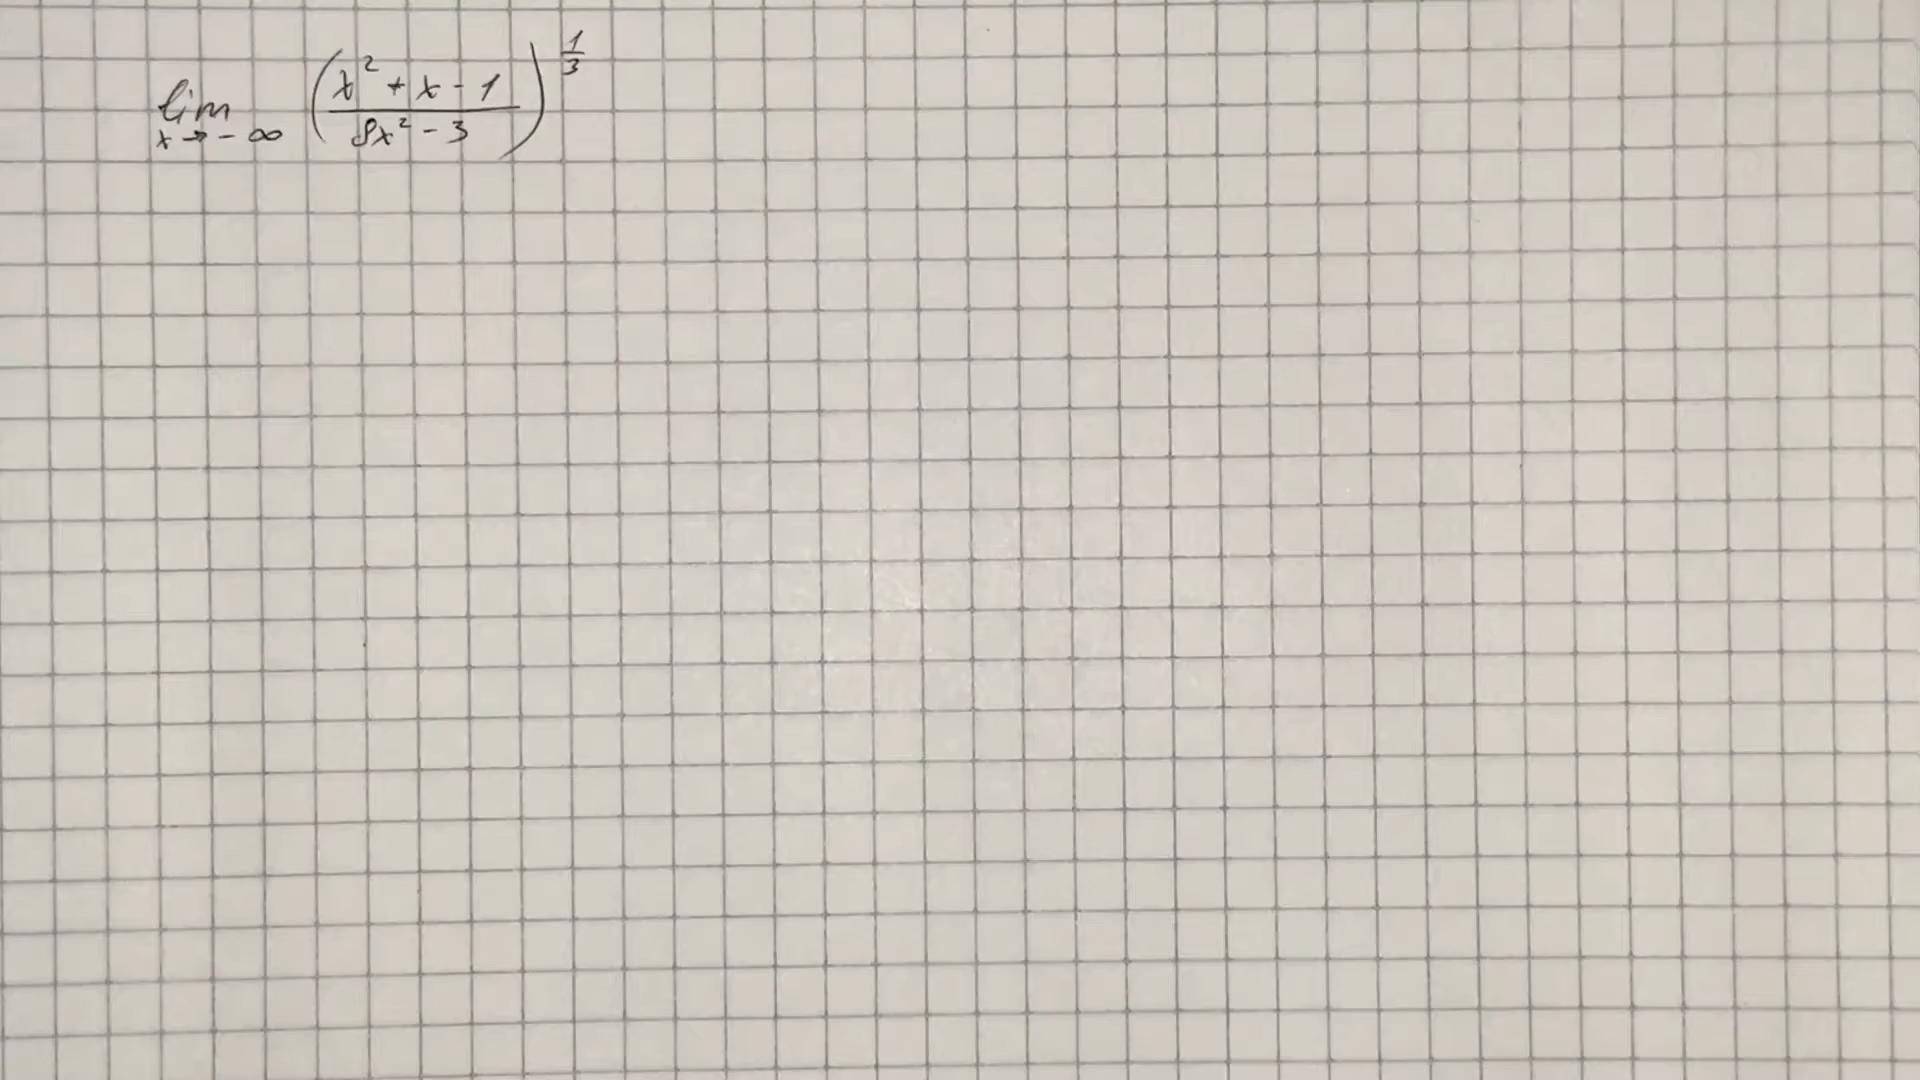 lim x→-∞ ((x² + x - 1)/(8x² - 3))^(1/3)